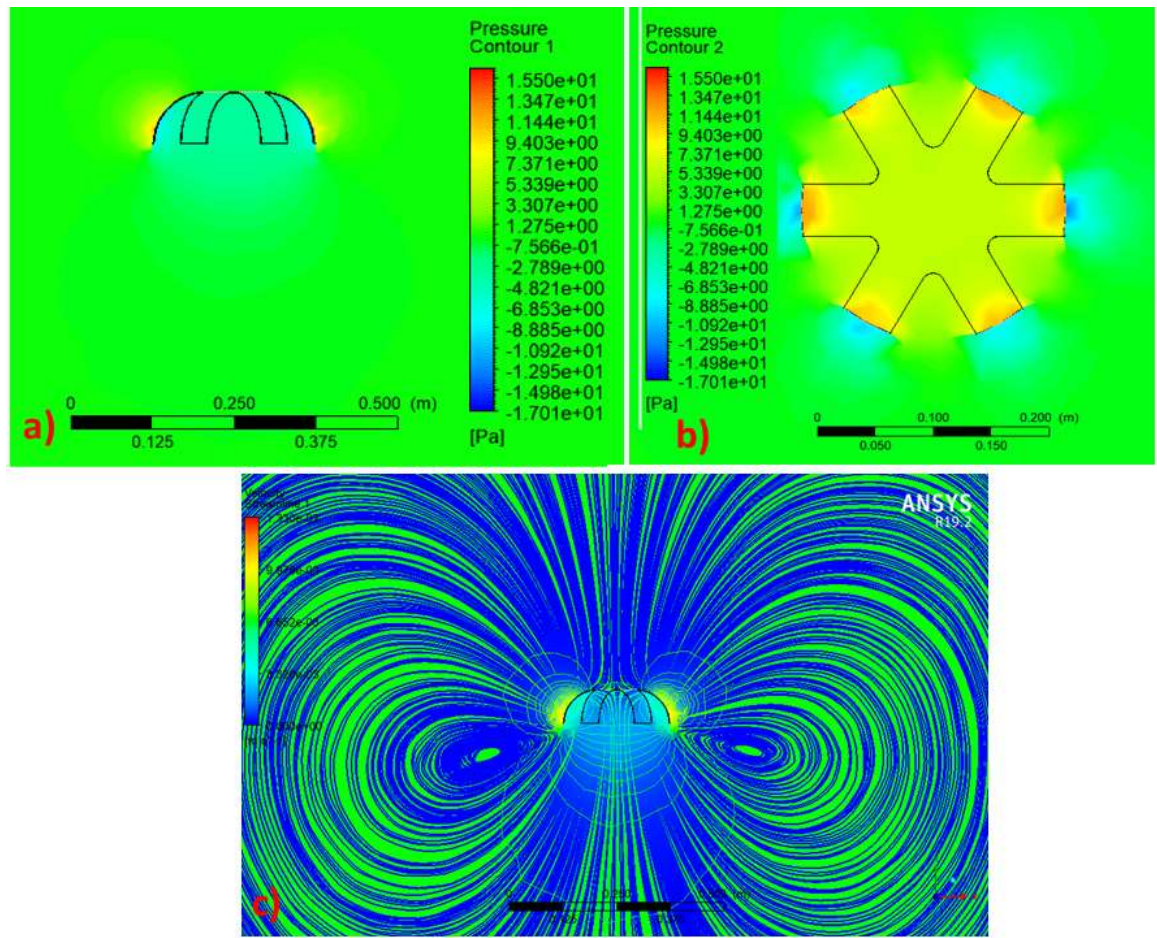 Pressure
Contour 1
1.550e+01
1.347e+01
1.144e+01
9.403e+00
7.371e+00
5.339e+00
3.307e+00
1.275e+00
-7.566e-01
-2.789e+00
-4.821e+00
-6.853e+00
-8.885e+00
-1.092e+01
-1.295e+01
-1.498e+01
-1.701e+01
[Pa]
0 0.250 0.500 (m)
0.125 0.375
a)
Pressure
Contour 2
1.550e+01
1.347e+01
1.144e+01
9.403e+00
7.371e+00
5.339e+00
3.307e+00
1.275e+00
-7.566e-01
-2.789e+00
-4.821e+00
-6.853e+00
-8.885e+00
-1.092e+01
-1.295e+01
-1.498e+01
-1.701e+01
[Pa]
0 0.100 0.200 (m)
0.050 0.150
b)
ANSYS
R19.2
c)